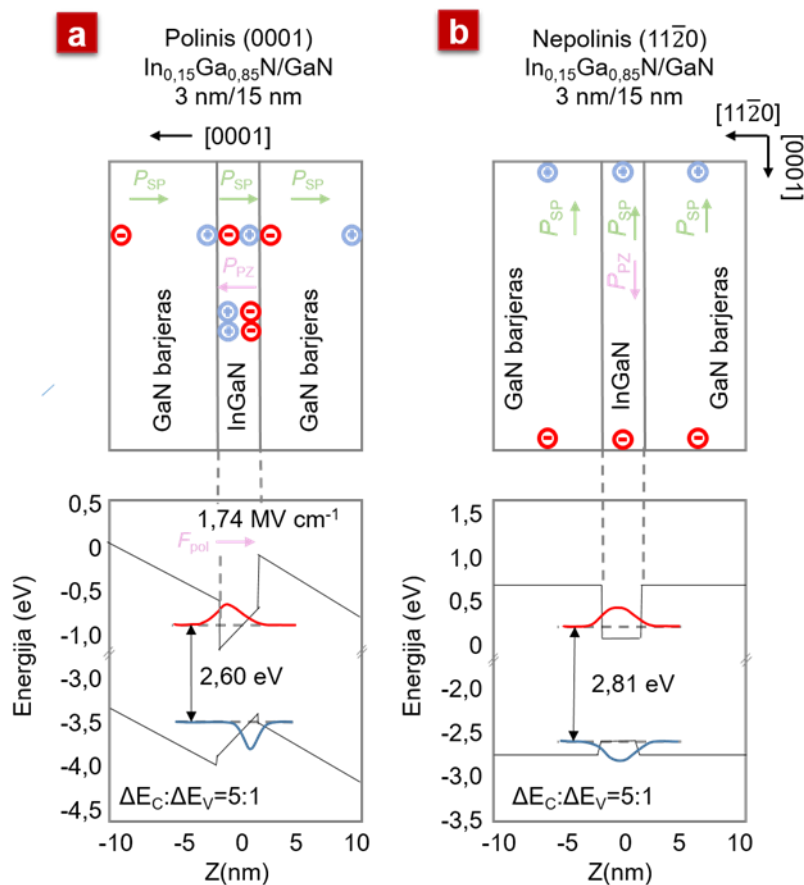 a
Polinis (0001)
In0,15Ga0,85N/GaN
3 nm/15 nm
[0001]
PSP
PSP
PSP
PPZ
GaN barjeras
InGaN
GaN barjeras
0,5
0
-0,5
-1,0
-3,0
-3,5
-4,0
-4,5
Energija (eV)
1,74 MV cm-1
Fpol
2,60 eV
ΔEC:ΔEV=5:1
-10
-5
0
5
10
Z(nm)
b
Nepolinis (112̅0)
In0,15Ga0,85N/GaN
3 nm/15 nm
[112̅0]
[0001]
PSP
PSP
PSP
PPZ
GaN barjeras
InGaN
GaN barjeras
1,5
1,0
0,5
0
-2,0
-2,5
-3,0
-3,5
Energija (eV)
2,81 eV
ΔEC:ΔEV=5:1
-10
-5
0
5
10
Z(nm)